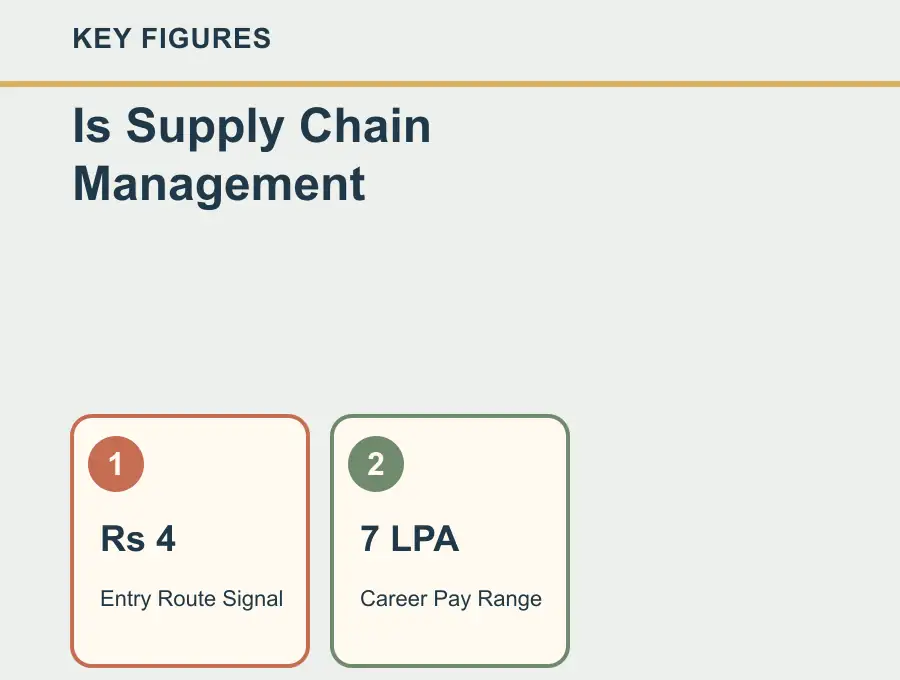 KEY FIGURES
Is Supply Chain
Management
1
Rs 4
Entry Route Signal
2
7 LPA
Career Pay Range